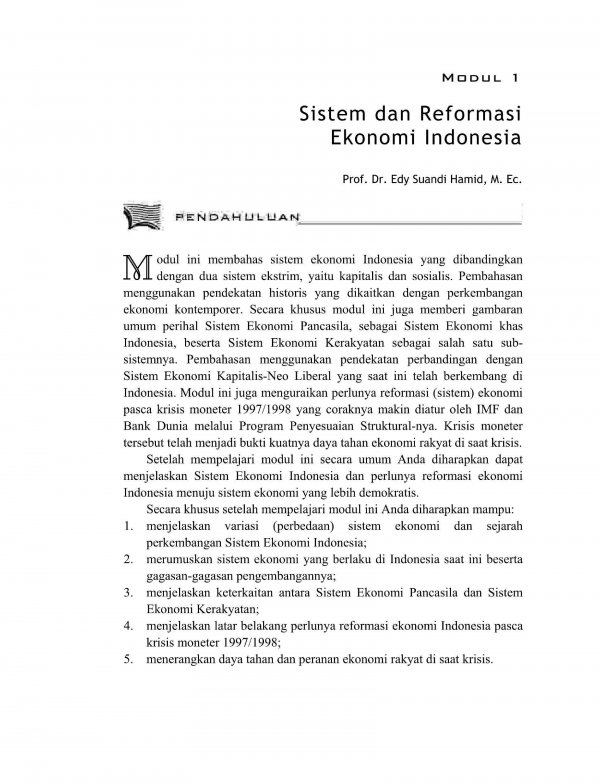 MODUL 1
Sistem dan Reformasi
Ekonomi Indonesia
Prof. Dr. Edy Suandi Hamid, M. Ec.
PENDAHULUAN
Modul ini membahas sistem ekonomi Indonesia yang dibandingkan
dengan dua sistem ekstrim, yaitu kapitalis dan sosialis. Pembahasan
menggunakan pendekatan historis yang dikaitkan dengan perkembangan
ekonomi kontemporer. Secara khusus modul ini juga memberi gambaran
umum perihal Sistem Ekonomi Pancasila, sebagai Sistem Ekonomi khas
Indonesia, beserta Sistem Ekonomi Kerakyatan sebagai salah satu sub-
sistemnya. Pembahasan menggunakan pendekatan perbandingan dengan
Sistem Ekonomi Kapitalis-Neo Liberal yang saat ini telah berkembang di
Indonesia. Modul ini juga menguraikan perlunya reformasi (sistem) ekonomi
pasca krisis moneter 1997/1998 yang coraknya makin diatur oleh IMF dan
Bank Dunia melalui Program Penyesuaian Struktural-nya. Krisis moneter
tersebut telah menjadi bukti kuatnya daya tahan ekonomi rakyat di saat krisis.
Setelah mempelajari modul ini secara umum Anda diharapkan dapat
menjelaskan Sistem Ekonomi Indonesia dan perlunya reformasi ekonomi
Indonesia menuju sistem ekonomi yang lebih demokratis.
Secara khusus setelah mempelajari modul ini Anda diharapkan mampu:
1. menjelaskan variasi (perbedaan) sistem ekonomi dan sejarah
perkembangan Sistem Ekonomi Indonesia;
2. merumuskan sistem ekonomi yang berlaku di Indonesia saat ini beserta
gagasan-gagasan pengembangannya;
3. menjelaskan keterkaitan antara Sistem Ekonomi Pancasila dan Sistem
Ekonomi Kerakyatan;
4. menjelaskan latar belakang perlunya reformasi ekonomi Indonesia pasca
krisis moneter 1997/1998;
5. menerangkan daya tahan dan peranan ekonomi rakyat di saat krisis.